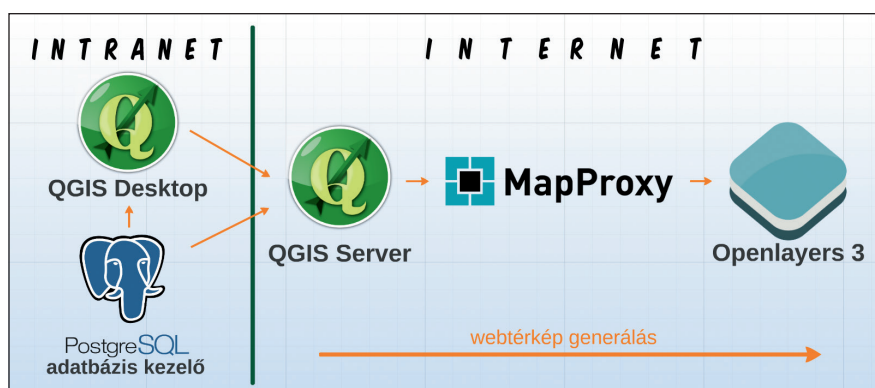 INTRANET
INTERNET
QGIS Desktop
QGIS Server
MapProxy
Openlayers 3
PostgreSQL
adatbázis kezelő
webtérkép generálás